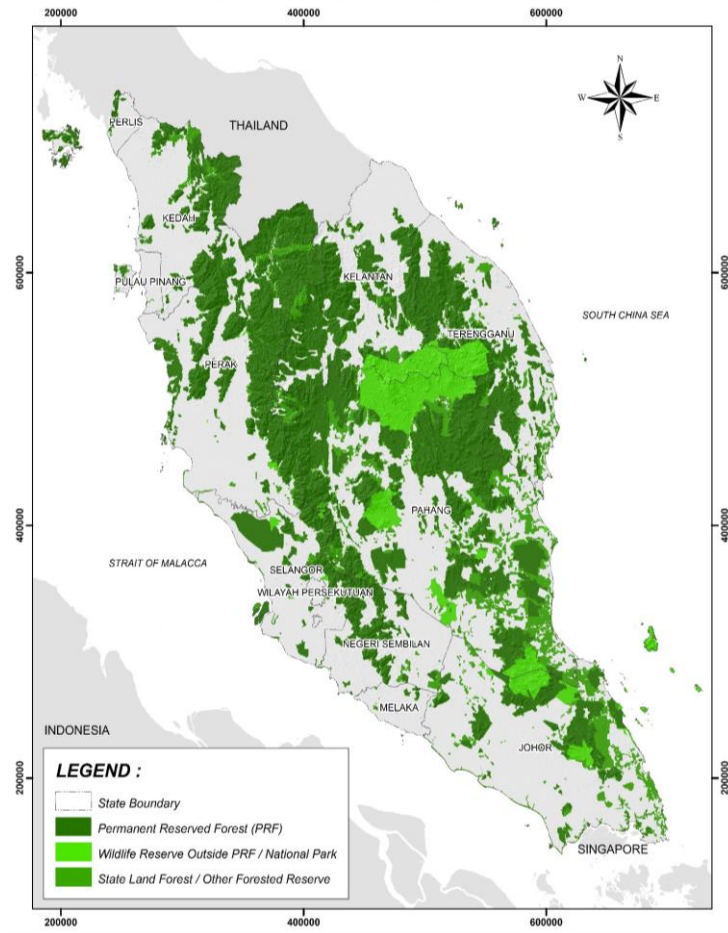 200000 400000 600000
N
W E
S
PERLIS
THAILAND
KEDAH
600000 600000
PULAU PINANG
KELANTAN
SOUTH CHINA SEA
TERENGGANU
PERAK
400000 400000
PAHANG
STRAIT OF MALACCA
SELANGOR
WILAYAH PERSEKUTUAN
NEGERI SEMBILAN
MELAKA
INDONESIA
JOHOR
200000 200000
LEGEND :
State Boundary
Permanent Reserved Forest (PRF)
Wildlife Reserve Outside PRF / National Park
State Land Forest / Other Forested Reserve
SINGAPORE
200000 400000 600000